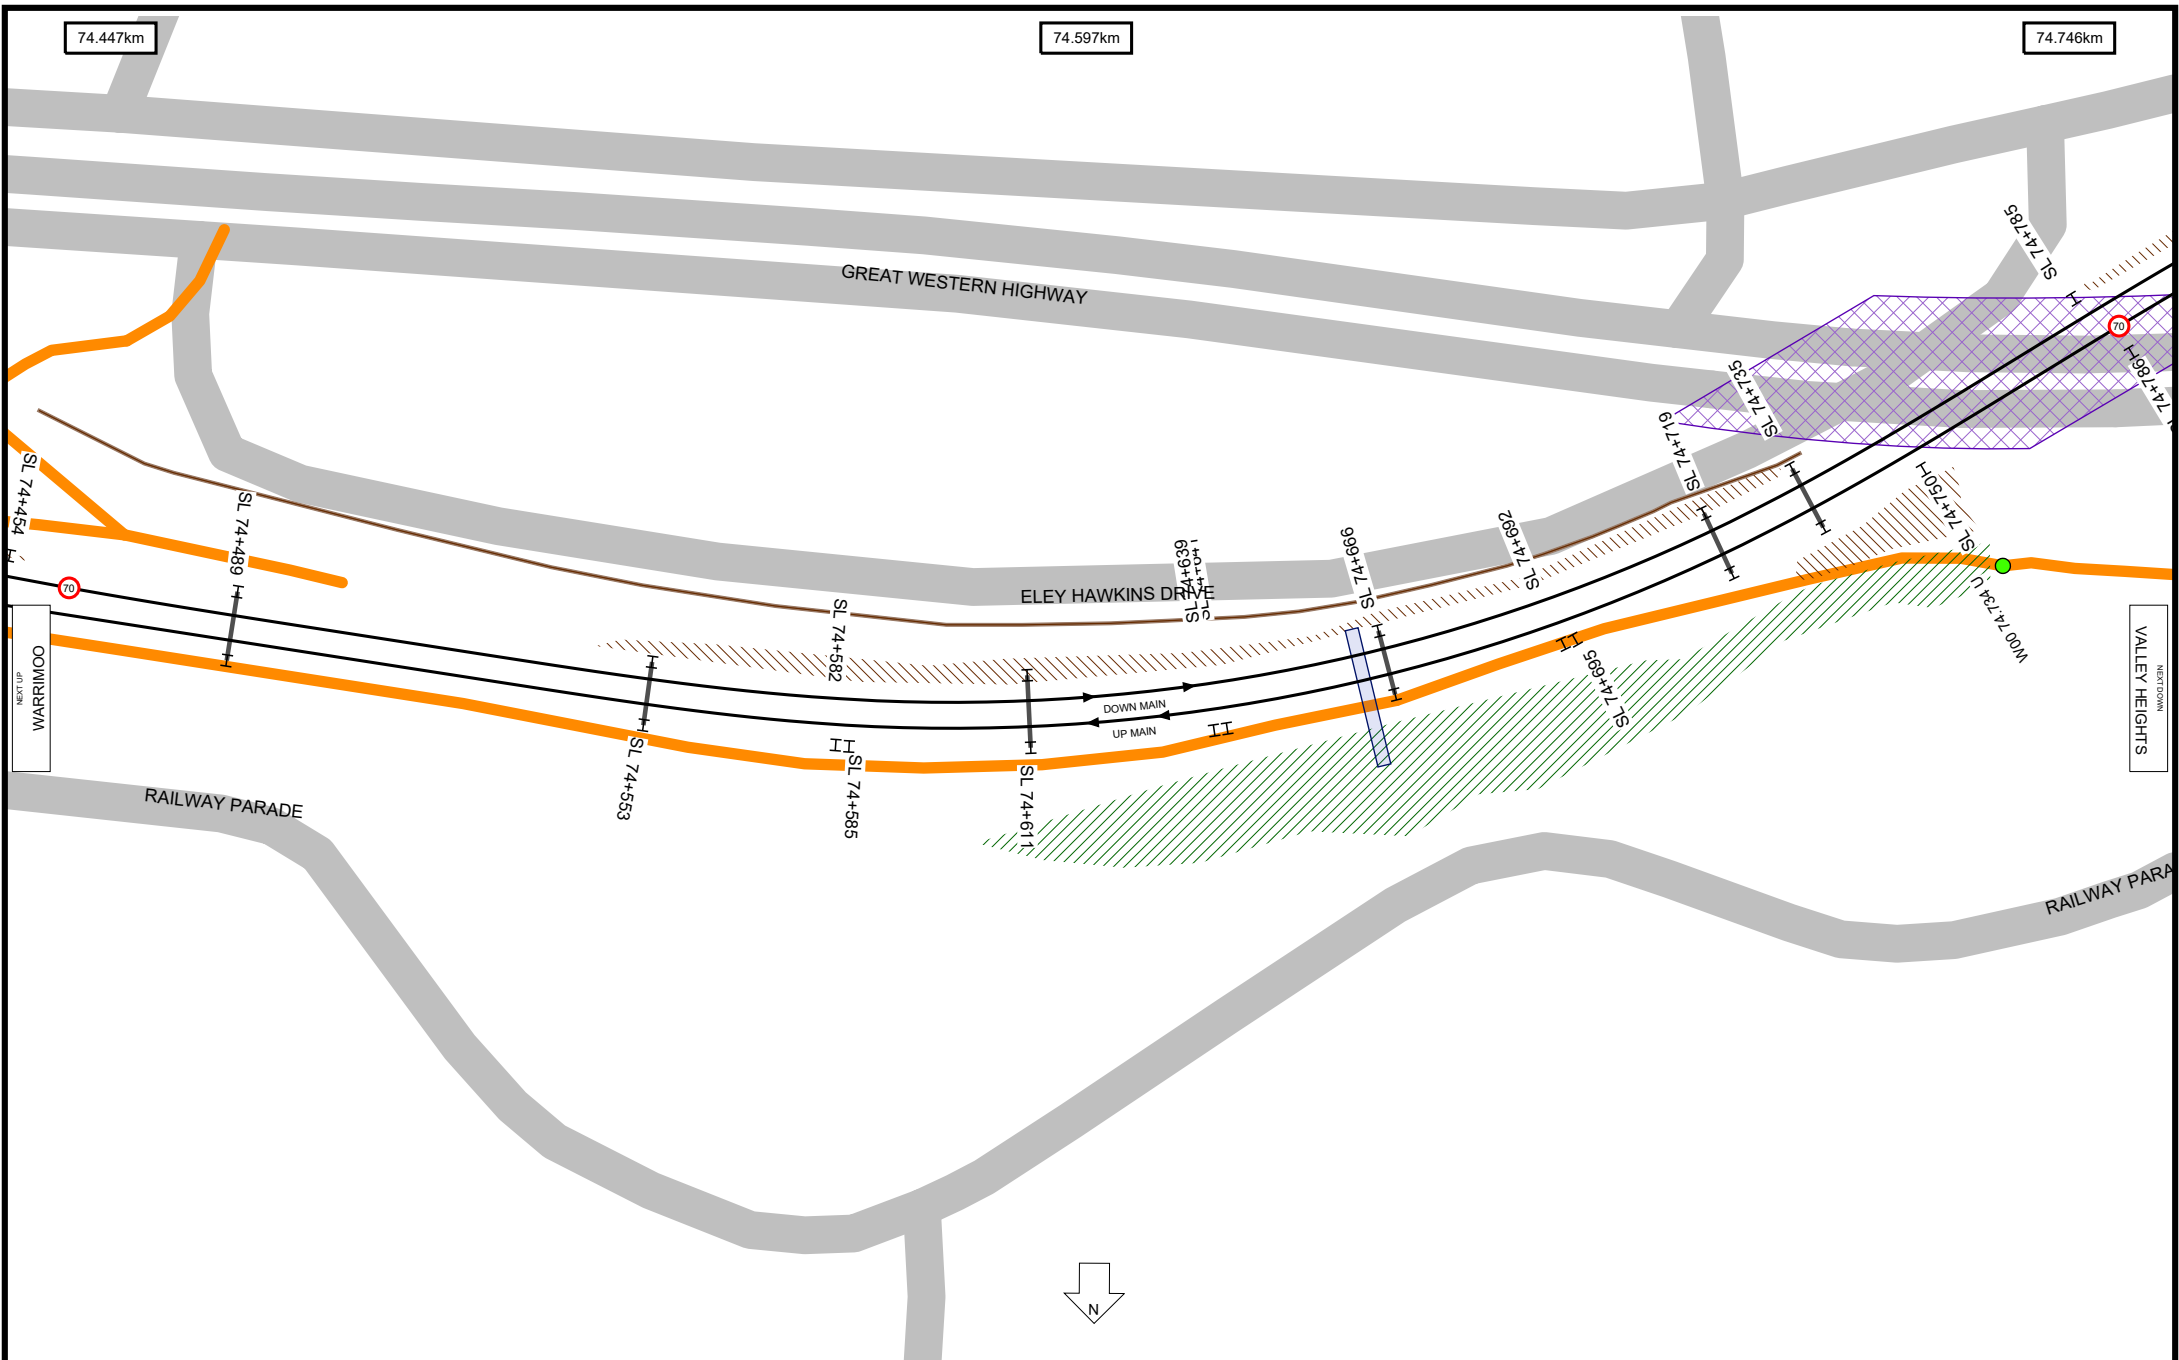 74.447km
74.597km
74.746km
GREAT WESTERN HIGHWAY
SL 74+785
70
SL 74+735
SL 74+719
SL 74+750
SL 74+454
SL 74+489
SL 74+639
SL 74+666
SL 74+692
70
ELEY HAWKINS DRIVE
SL 74+582
W00 74.734 U
NEXT UP
WARRIMOO
NEXT DOWN
VALLEY HEIGHTS
SL 74+695
DOWN MAIN
UP MAIN
SL 74+553
SL 74+585
SL 74+611
RAILWAY PARADE
RAILWAY PARA
N